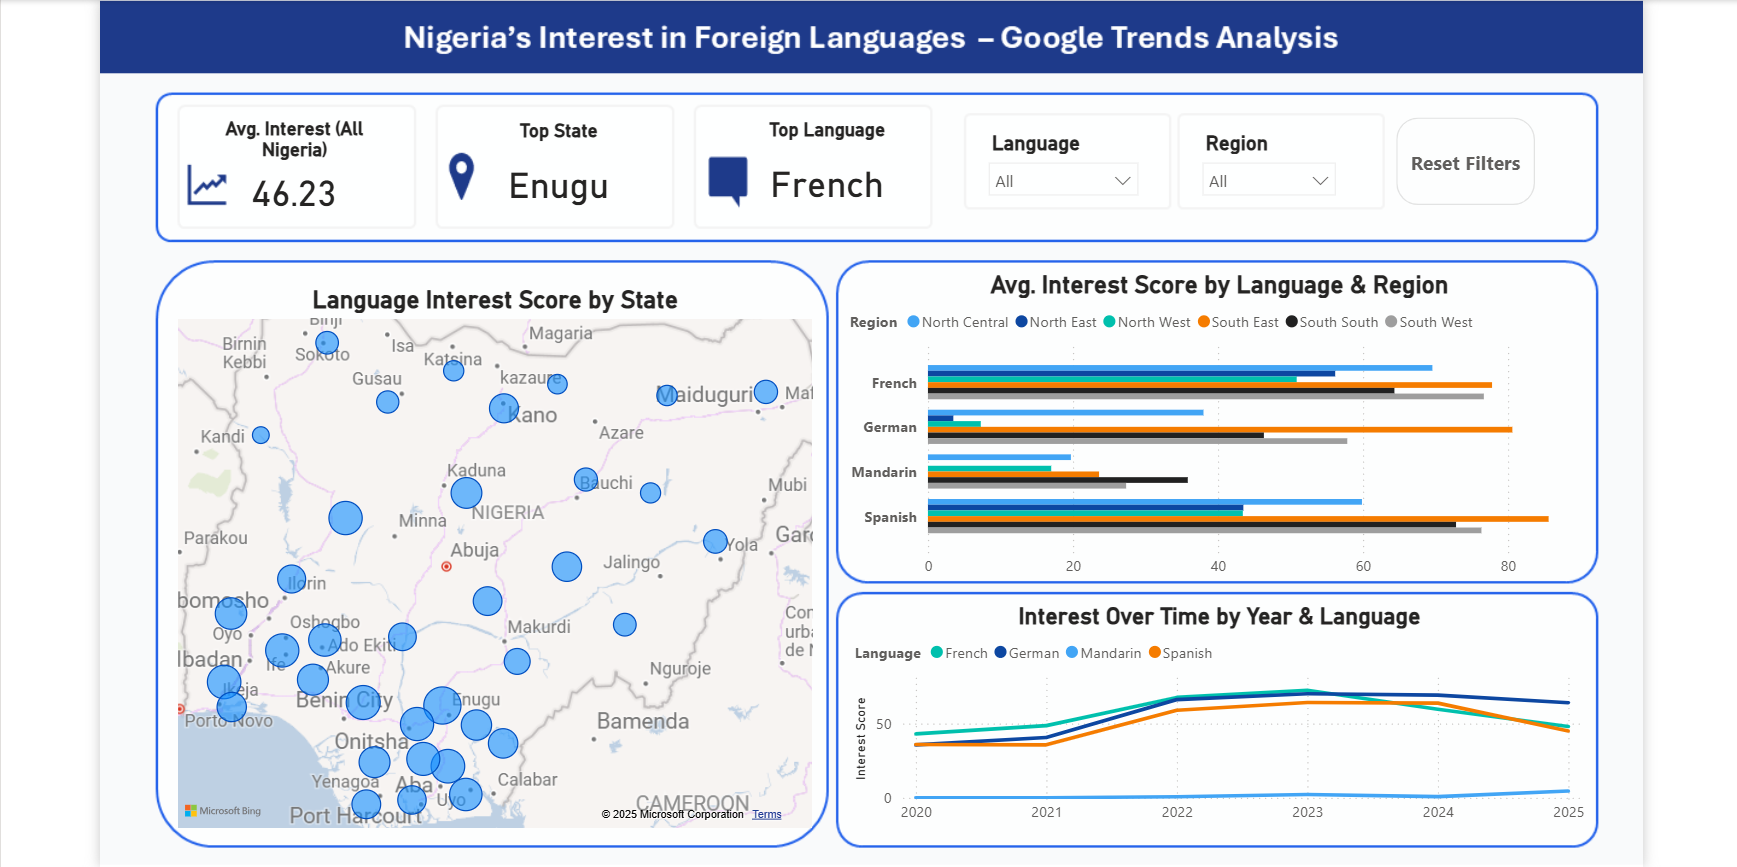 Nigeria's Interest in Foreign Languages – Google Trends Analysis
Avg. Interest (All
Nigeria)
46.23
Top State
Enugu
Top Language
French
Language
All
Region
All
Reset Filters
Language Interest Score by State
Binji
Magaria
Birnin
Kebbi
Sokoto
Isa
Katsina
Gusau
kazaure
Maiduguri
Maf
Kano
Kandi
Azare
Kaduna
Bauchi
Mubi
NIGERIA
Minna
Parakou
Abuja
Yola
Garo
Jalingo
Ilorin
bomosho
Oshogbo
Oyo
Makurdi
Con
urba
de N
Ado Ekiti
Ibadan
Ife
Akure
Nguroje
Ikeja
Benin City
Enugu
Porto Novo
Bamenda
Onitsha
Yenagoa
Aba
Calabar
Uyo
CAMEROON
Port Harcourt
Microsoft Bing
© 2025 Microsoft Corporation Terms
Avg. Interest Score by Language & Region
Region North Central North East North West South East South South South West
French
German
Mandarin
Spanish
0 20 40 60 80
Interest Over Time by Year & Language
Language French German Mandarin Spanish
Interest Score
50
0
2020 2021 2022 2023 2024 2025